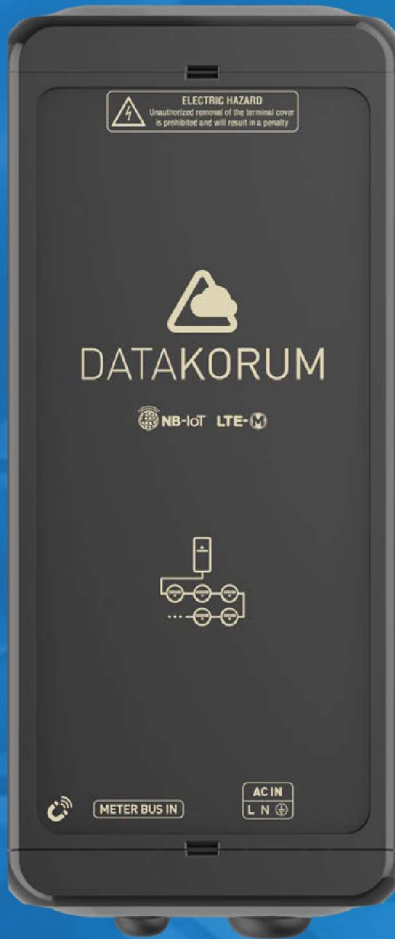 ELECTRIC HAZARD
Unauthorized removal of the terminal cover
is prohibited and will result in a penalty
DATAKORUM
NB-IoT LTE-M
METER BUS IN
AC IN
L N